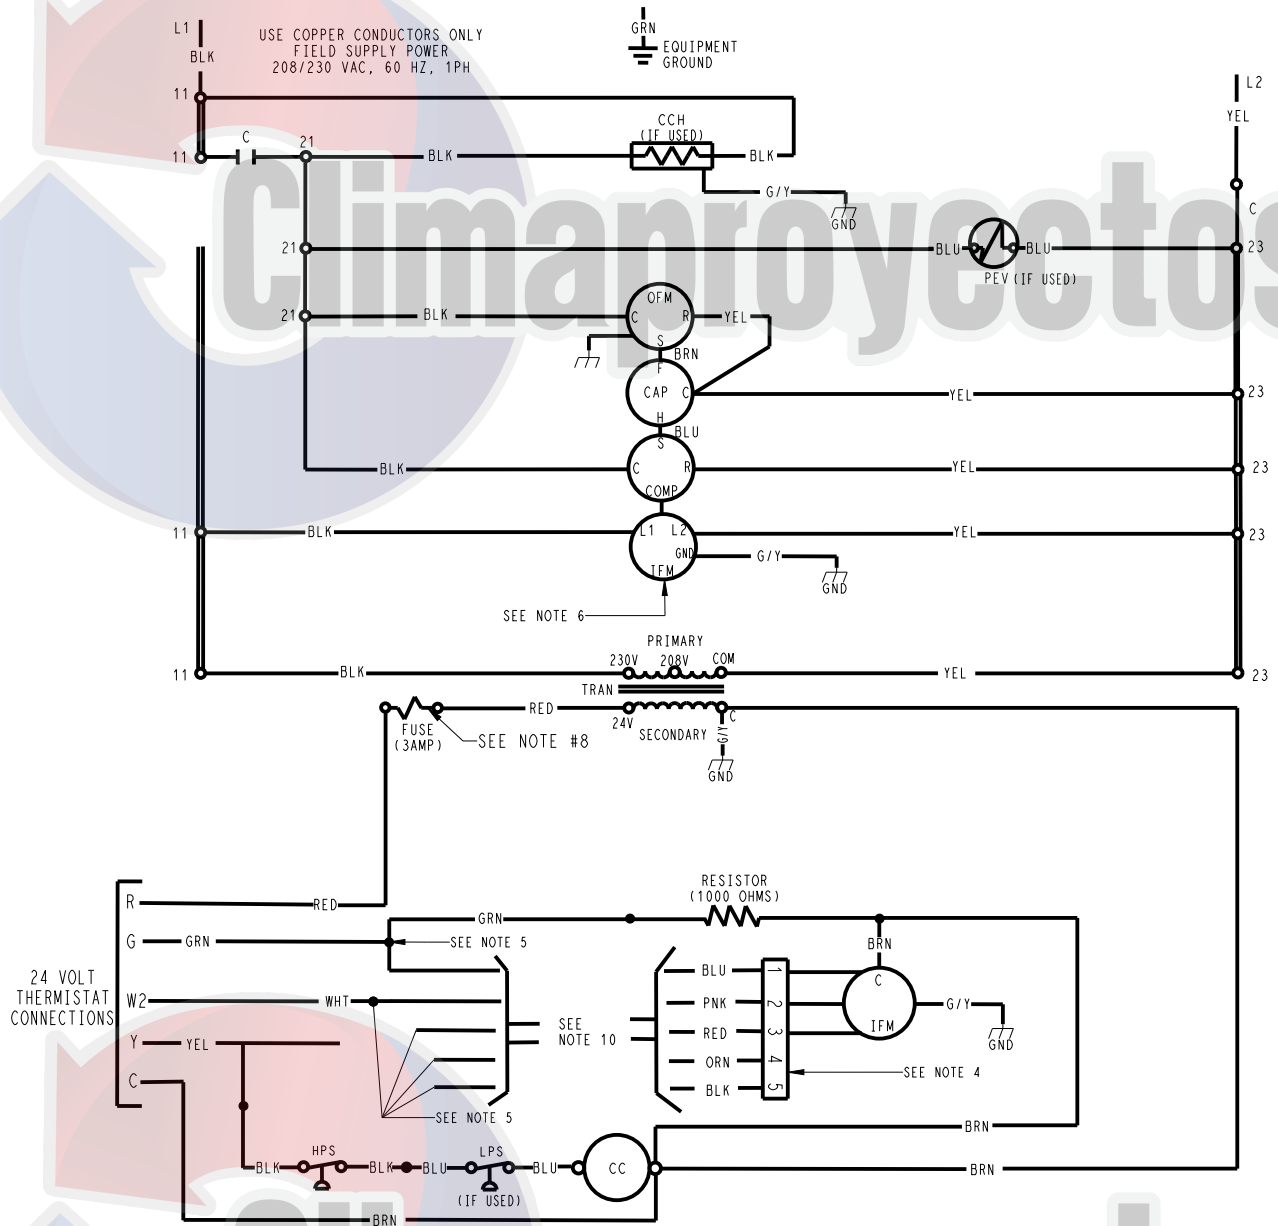 L1
BLK
USE COPPER CONDUCTORS ONLY
FIELD SUPPLY POWER
208/230 VAC, 60 HZ, 1PH
GRN
EQUIPMENT
GROUND
L2
YEL
11
C
21
11
BLK
CCH
(IF USED)
BLK
G/Y
GND
C
Climaproyectos
21
BLU
BLU
23
PEV (IF USED)
21
BLK
OFM
C
R
S
YEL
BRN
F
CAP
C
H
YEL
23
BLU
S
BLK
C
R
COMP
YEL
23
11
BLK
L1
L2
GND
IFM
YEL
23
G/Y
GND
SEE NOTE 6
PRIMARY
230V
208V
COM
11
BLK
YEL
23
TRAN
FUSE
(3AMP)
RED
24V
SECONDARY
C
G/Y
GND
SEE NOTE #8
24 VOLT
THERMISTAT
CONNECTIONS
R
RED
G
GRN
W2
WHT
Y
YEL
C
GRN
RESISTOR
(1000 OHMS)
SEE NOTE 5
BRN
SEE
NOTE 10
BLU
1
PNK
2
RED
3
ORN
4
BLK
5
C
IFM
G/Y
GND
SEE NOTE 4
SEE NOTE 5
BRN
BLK
HPS
BLK
BLU
LPS
(IF USED)
BLU
CC
BRN
BRN